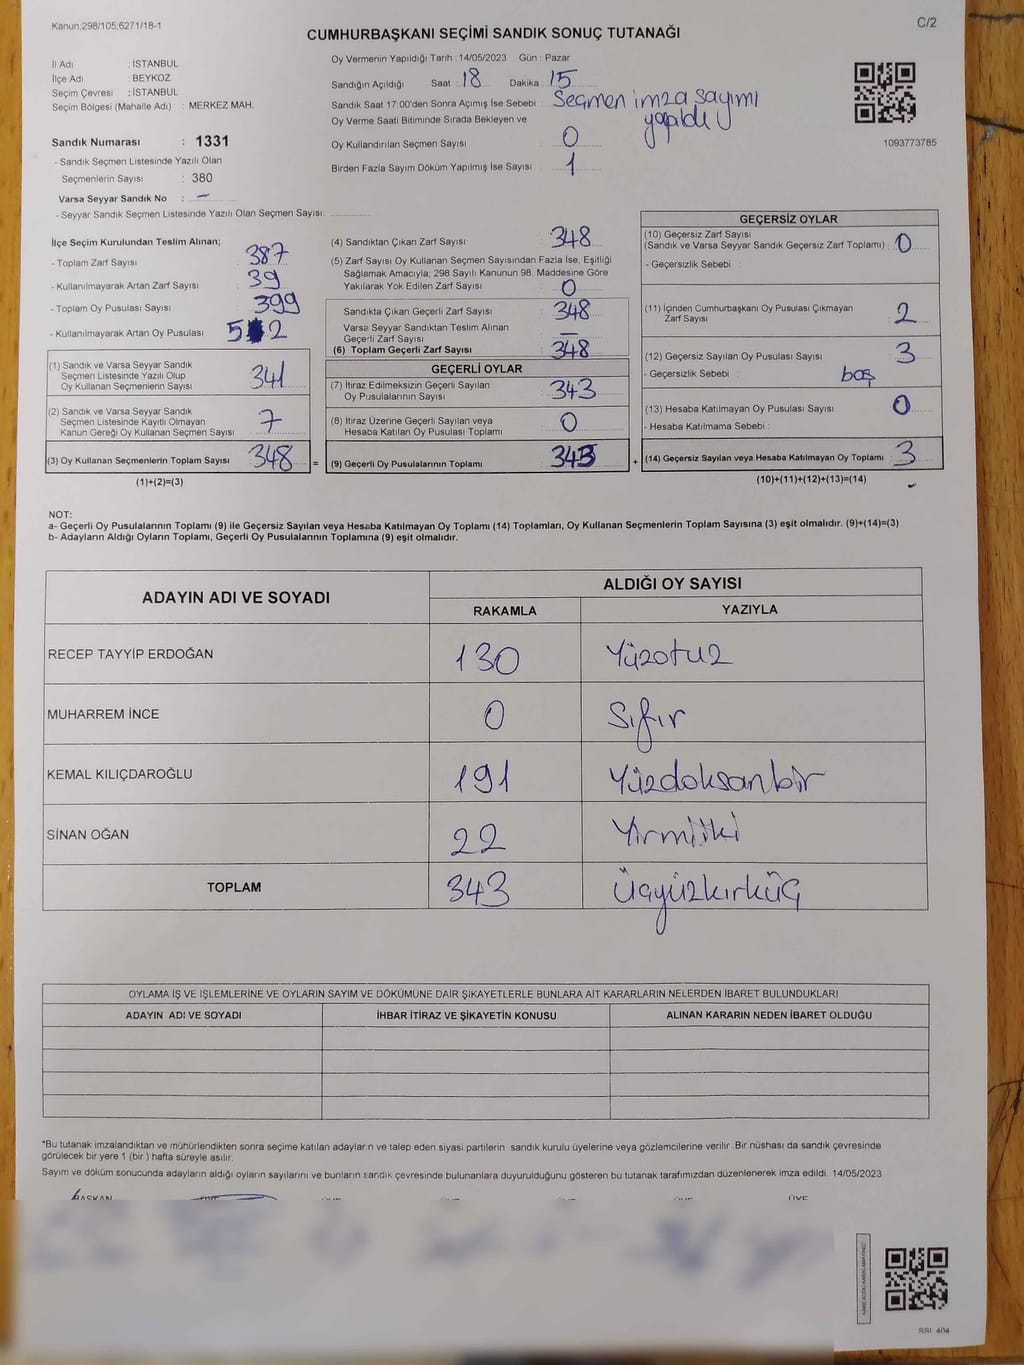 Kanun;298/105;6271/18-1
C/2
CUMHURBAŞKANI SEÇİMİ SANDIK SONUÇ TUTANAĞI
İl Adı : İSTANBUL
İlçe Adı : BEYKOZ
Seçim Çevresi : İSTANBUL
Seçim Bölgesi (Mahalle Adı) : MERKEZ MAH.
Sandık Numarası : 1331
- Sandık Seçmen Listesinde Yazılı Olan
Seçmenlerin Sayısı : 380
Varsa Seyyar Sandık No : –
- Seyyar Sandık Seçmen Listesinde Yazılı Olan Seçmen Sayısı:
Oy Vermenin Yapıldığı Tarih : 14/05/2023 Gün : Pazar
Sandığın Açıldığı Saat : 18 Dakika : 15
Sandık Saat 17:00'den Sonra Açımış İse Sebebi : Seçmen imza sayımı
yapıldı
Oy Verme Saati Bitiminde Sırada Bekleyen ve
Oy Kullandırılan Seçmen Sayısı : 0
Birden Fazla Sayım Döküm Yapılmış İse Sayısı : 1
1093773785
İlçe Seçim Kurulundan Teslim Alınan;
- Toplam Zarf Sayısı : 387
- Kullanılmayarak Artan Zarf Sayısı : 39
- Toplam Oy Pusulası Sayısı : 399
- Kullanılmayarak Artan Oy Pusulası : 5 2
(1) Sandık ve Varsa Seyyar Sandık
Seçmen Listesinde Yazılı Olup
Oy Kullanan Seçmenlerin Sayısı : 341
(2) Sandık ve Varsa Seyyar Sandık
Seçmen Listesinde Kayıtlı Olmayan
Kanun Gereği Oy Kullanan Seçmen Sayısı : 7
(3) Oy Kullanan Seçmenlerin Toplam Sayısı : 348
(1)+(2)=(3)
(4) Sandıktan Çıkan Zarf Sayısı : 348
(5) Zarf Sayısı Oy Kullanan Seçmen Sayısından Fazla İse, Eşitliği
Sağlamak Amacıyla; 298 Sayılı Kanunun 98. Maddesine Göre
Yakılarak Yok Edilen Zarf Sayısı : 0
Sandıkta Çıkan Geçerli Zarf Sayısı : 348
Varsa Seyyar Sandıktan Teslim Alınan
Geçerli Zarf Sayısı : –
(6) Toplam Geçerli Zarf Sayısı : 348
GEÇERLİ OYLAR
(7) İtiraz Edilmeksizin Geçerli Sayılan
Oy Pusulalarının Sayısı : 343
(8) İtiraz Üzerine Geçerli Sayılan veya
Hesaba Katılan Oy Pusulası Toplamı : 0
= (9) Geçerli Oy Pusulalarının Toplamı : 343
GEÇERSİZ OYLAR
(10) Geçersiz Zarf Sayısı
(Sandık ve Varsa Seyyar Sandık Geçersiz Zarf Toplamı) : 0
- Geçersizlik Sebebi :
(11) İçinden Cumhurbaşkanı Oy Pusulası Çıkmayan
Zarf Sayısı : 2
(12) Geçersiz Sayılan Oy Pusulası Sayısı : 3
- Geçersizlik Sebebi : boş
(13) Hesaba Katılmayan Oy Pusulası Sayısı : 0
- Hesaba Katılmama Sebebi :
+ (14) Geçersiz Sayılan veya Hesaba Katılmayan Oy Toplamı : 3
(10)+(11)+(12)+(13)=(14)
NOT:
a- Geçerli Oy Pusulalarının Toplamı (9) ile Geçersiz Sayılan veya Hesaba Katılmayan Oy Toplamı (14) Toplamları, Oy Kullanan Seçmenlerin Toplam Sayısına (3) eşit olmalıdır. (9)+(14)=(3)
b- Adayların Aldığı Oyların Toplamı, Geçerli Oy Pusulalarının Toplamına (9) eşit olmalıdır.
ADAYIN ADI VE SOYADI ALDIĞI OY SAYISI
RAKAMLA YAZIYLA
RECEP TAYYİP ERDOĞAN 130 Yüzotuz
MUHARREM İNCE 0 Sıfır
KEMAL KILIÇDAROĞLU 191 Yüzdoksanbir
SİNAN OĞAN 22 Yirmiiki
TOPLAM 343 Üçyüzkırküç
OYLAMA İŞ VE İŞLEMLERİNE VE OYLARIN SAYIM VE DÖKÜMÜNE DAİR ŞİKAYETLERLE BUNLARA AİT KARARLARIN NELERDEN İBARET BULUNDUKLARI
ADAYIN ADI VE SOYADI İHBAR İTİRAZ VE ŞİKAYETİN KONUSU ALINAN KARARIN NEDEN İBARET OLDUĞU
*Bu tutanak imzalandıktan ve mühürlendikten sonra seçime katılan adayların ve talep eden siyasi partilerin sandık kurulu üyelerine veya gözlemcilerine verilir .Bir nüshası da sandık çevresinde
görülecek bir yere 1 (bir ) hafta süreyle asılır.
Sayım ve döküm sonucunda adayların aldığı oyların sayılarını ve bunların sandık çevresinde bulunanlara duyurulduğunu gösteren bu tutanak tarafımızdan düzenlenerek imza edildi. 14/05/2023
BAŞKAN ÜYE ÜYE ÜYE ÜYE